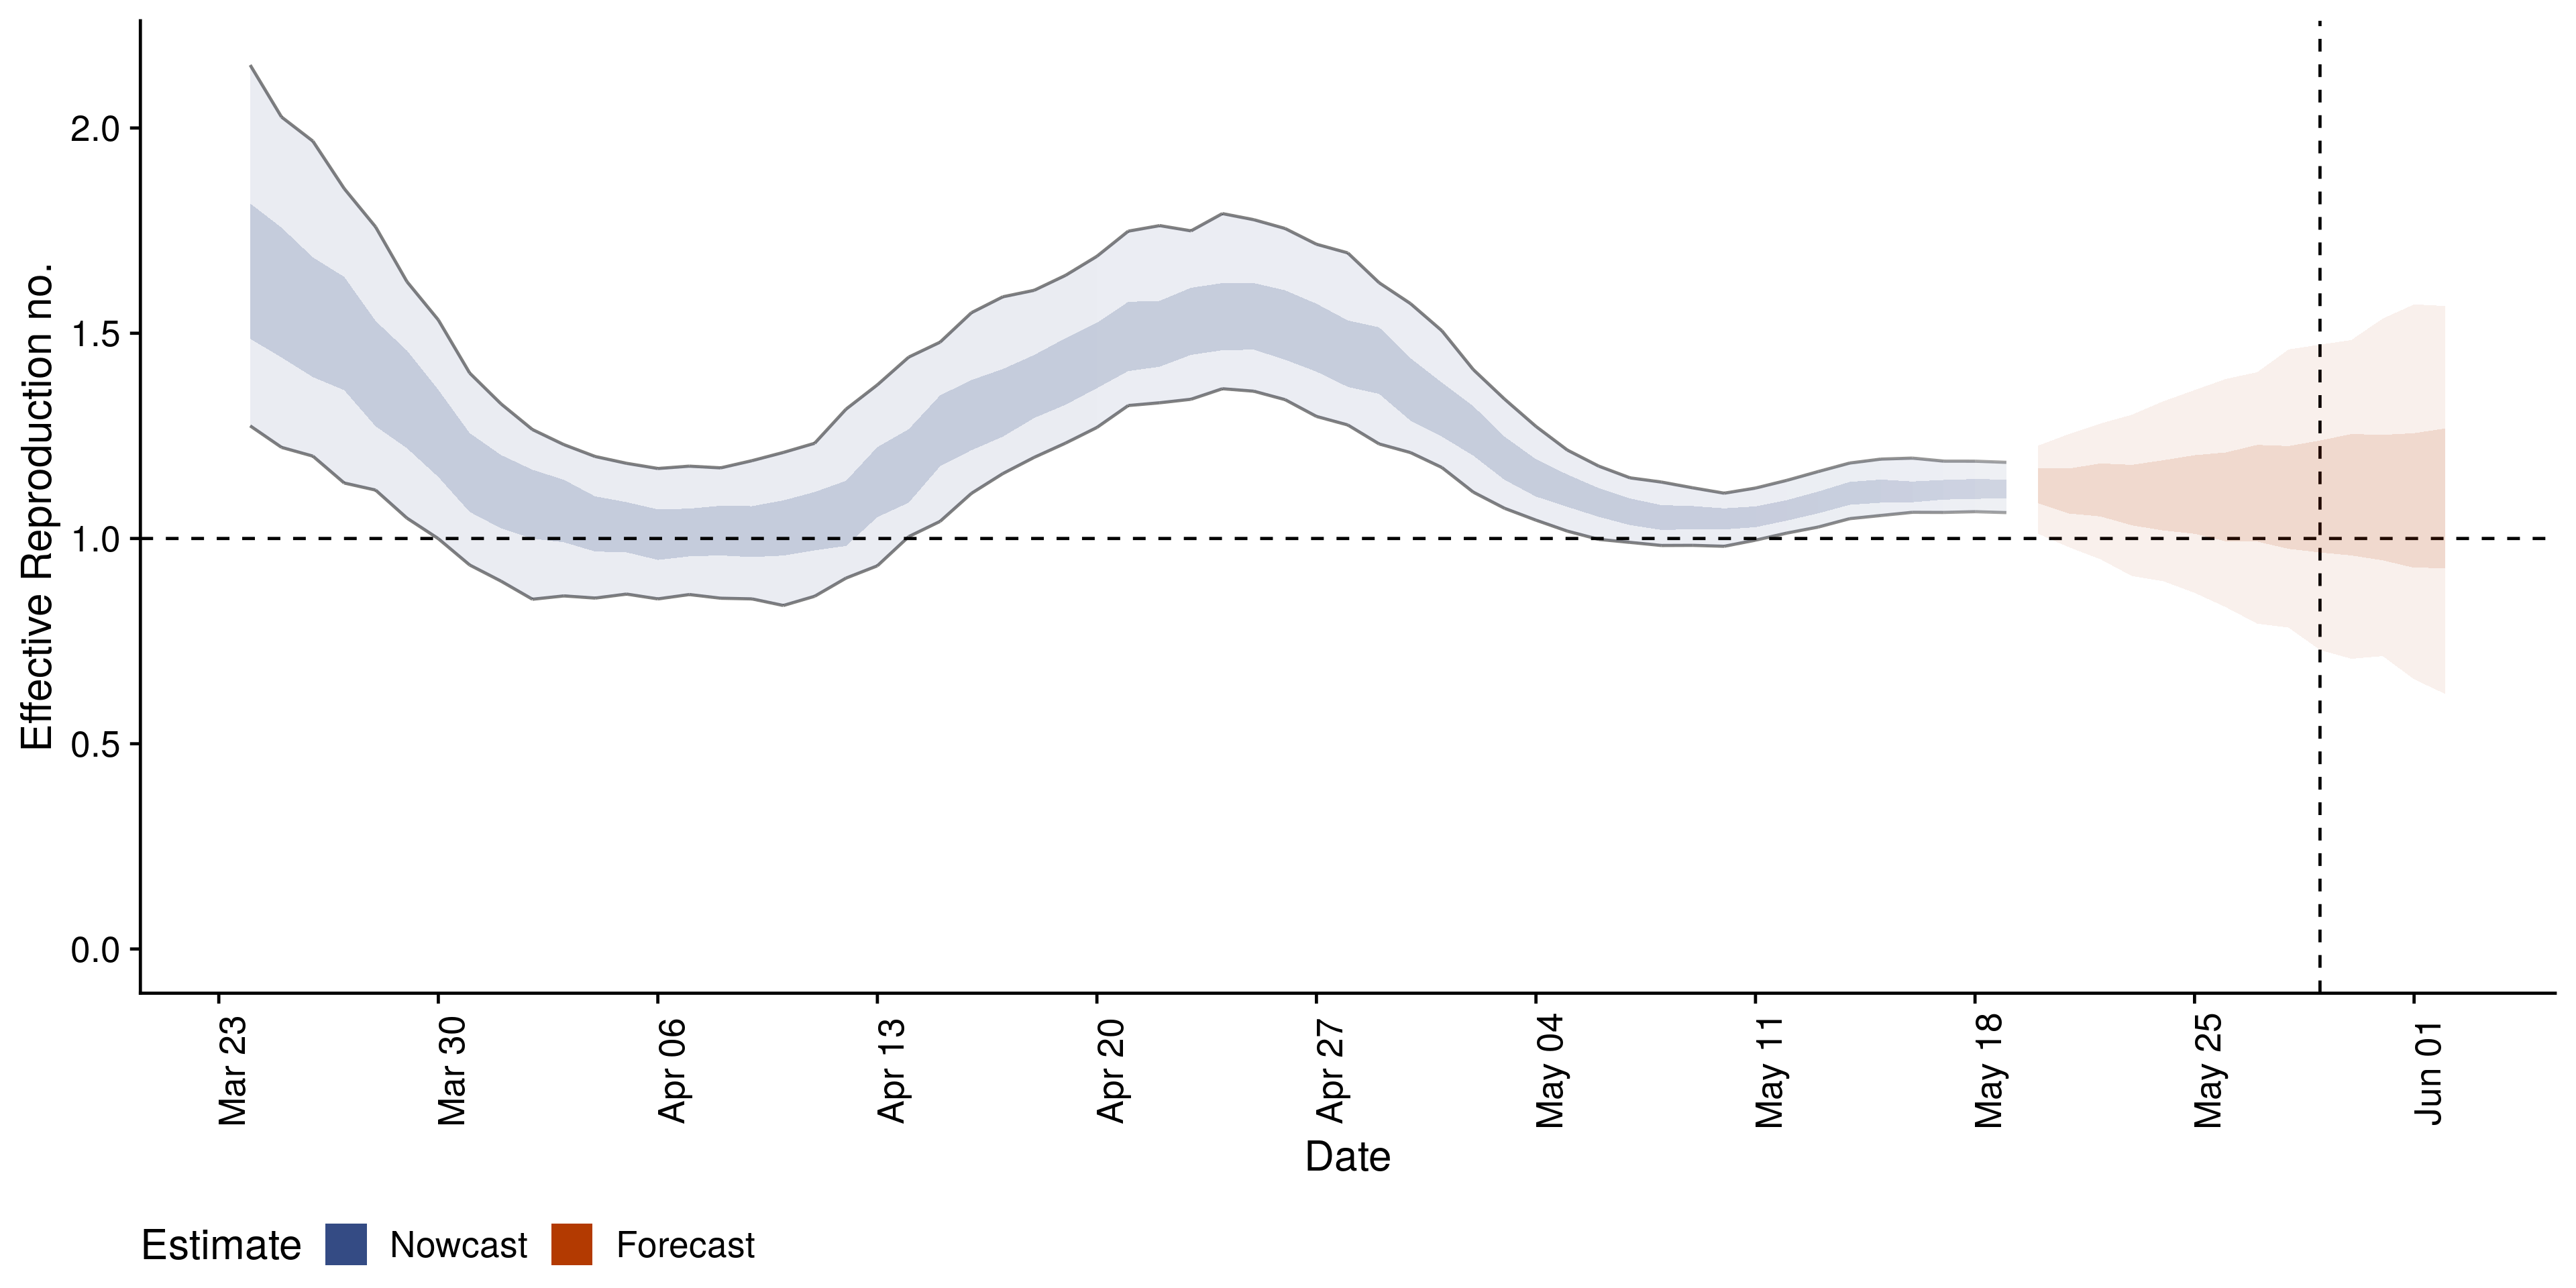 Effective Reproduction no.
2.0
1.5
1.0
0.5
0.0
Mar 23
Mar 30
Apr 06
Apr 13
Apr 20
Apr 27
May 04
May 11
May 18
May 25
Jun 01
Date
Estimate Nowcast Forecast